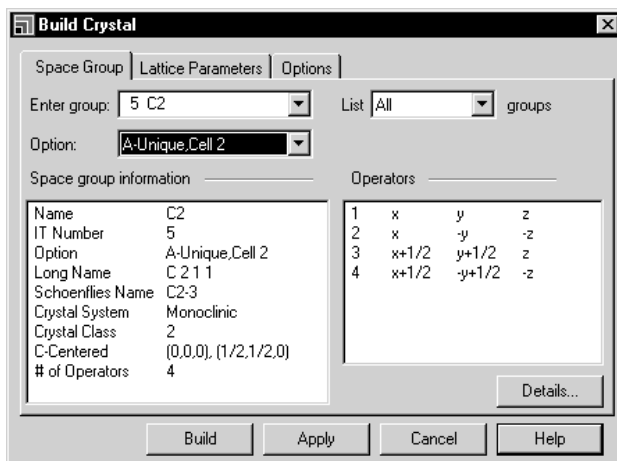 Build Crystal
Space Group Lattice Parameters Options
Enter group: 5 C2 List All groups
Option: A-Unique,Cell 2
Space group information
Name C2
IT Number 5
Option A-Unique,Cell 2
Long Name C 2 1 1
Schoenflies Name C2-3
Crystal System Monoclinic
Crystal Class 2
C-Centered (0,0,0), (1/2,1/2,0)
# of Operators 4
Operators
1 x y z
2 x -y -z
3 x+1/2 y+1/2 z
4 x+1/2 -y+1/2 -z
Details...
Build Apply Cancel Help